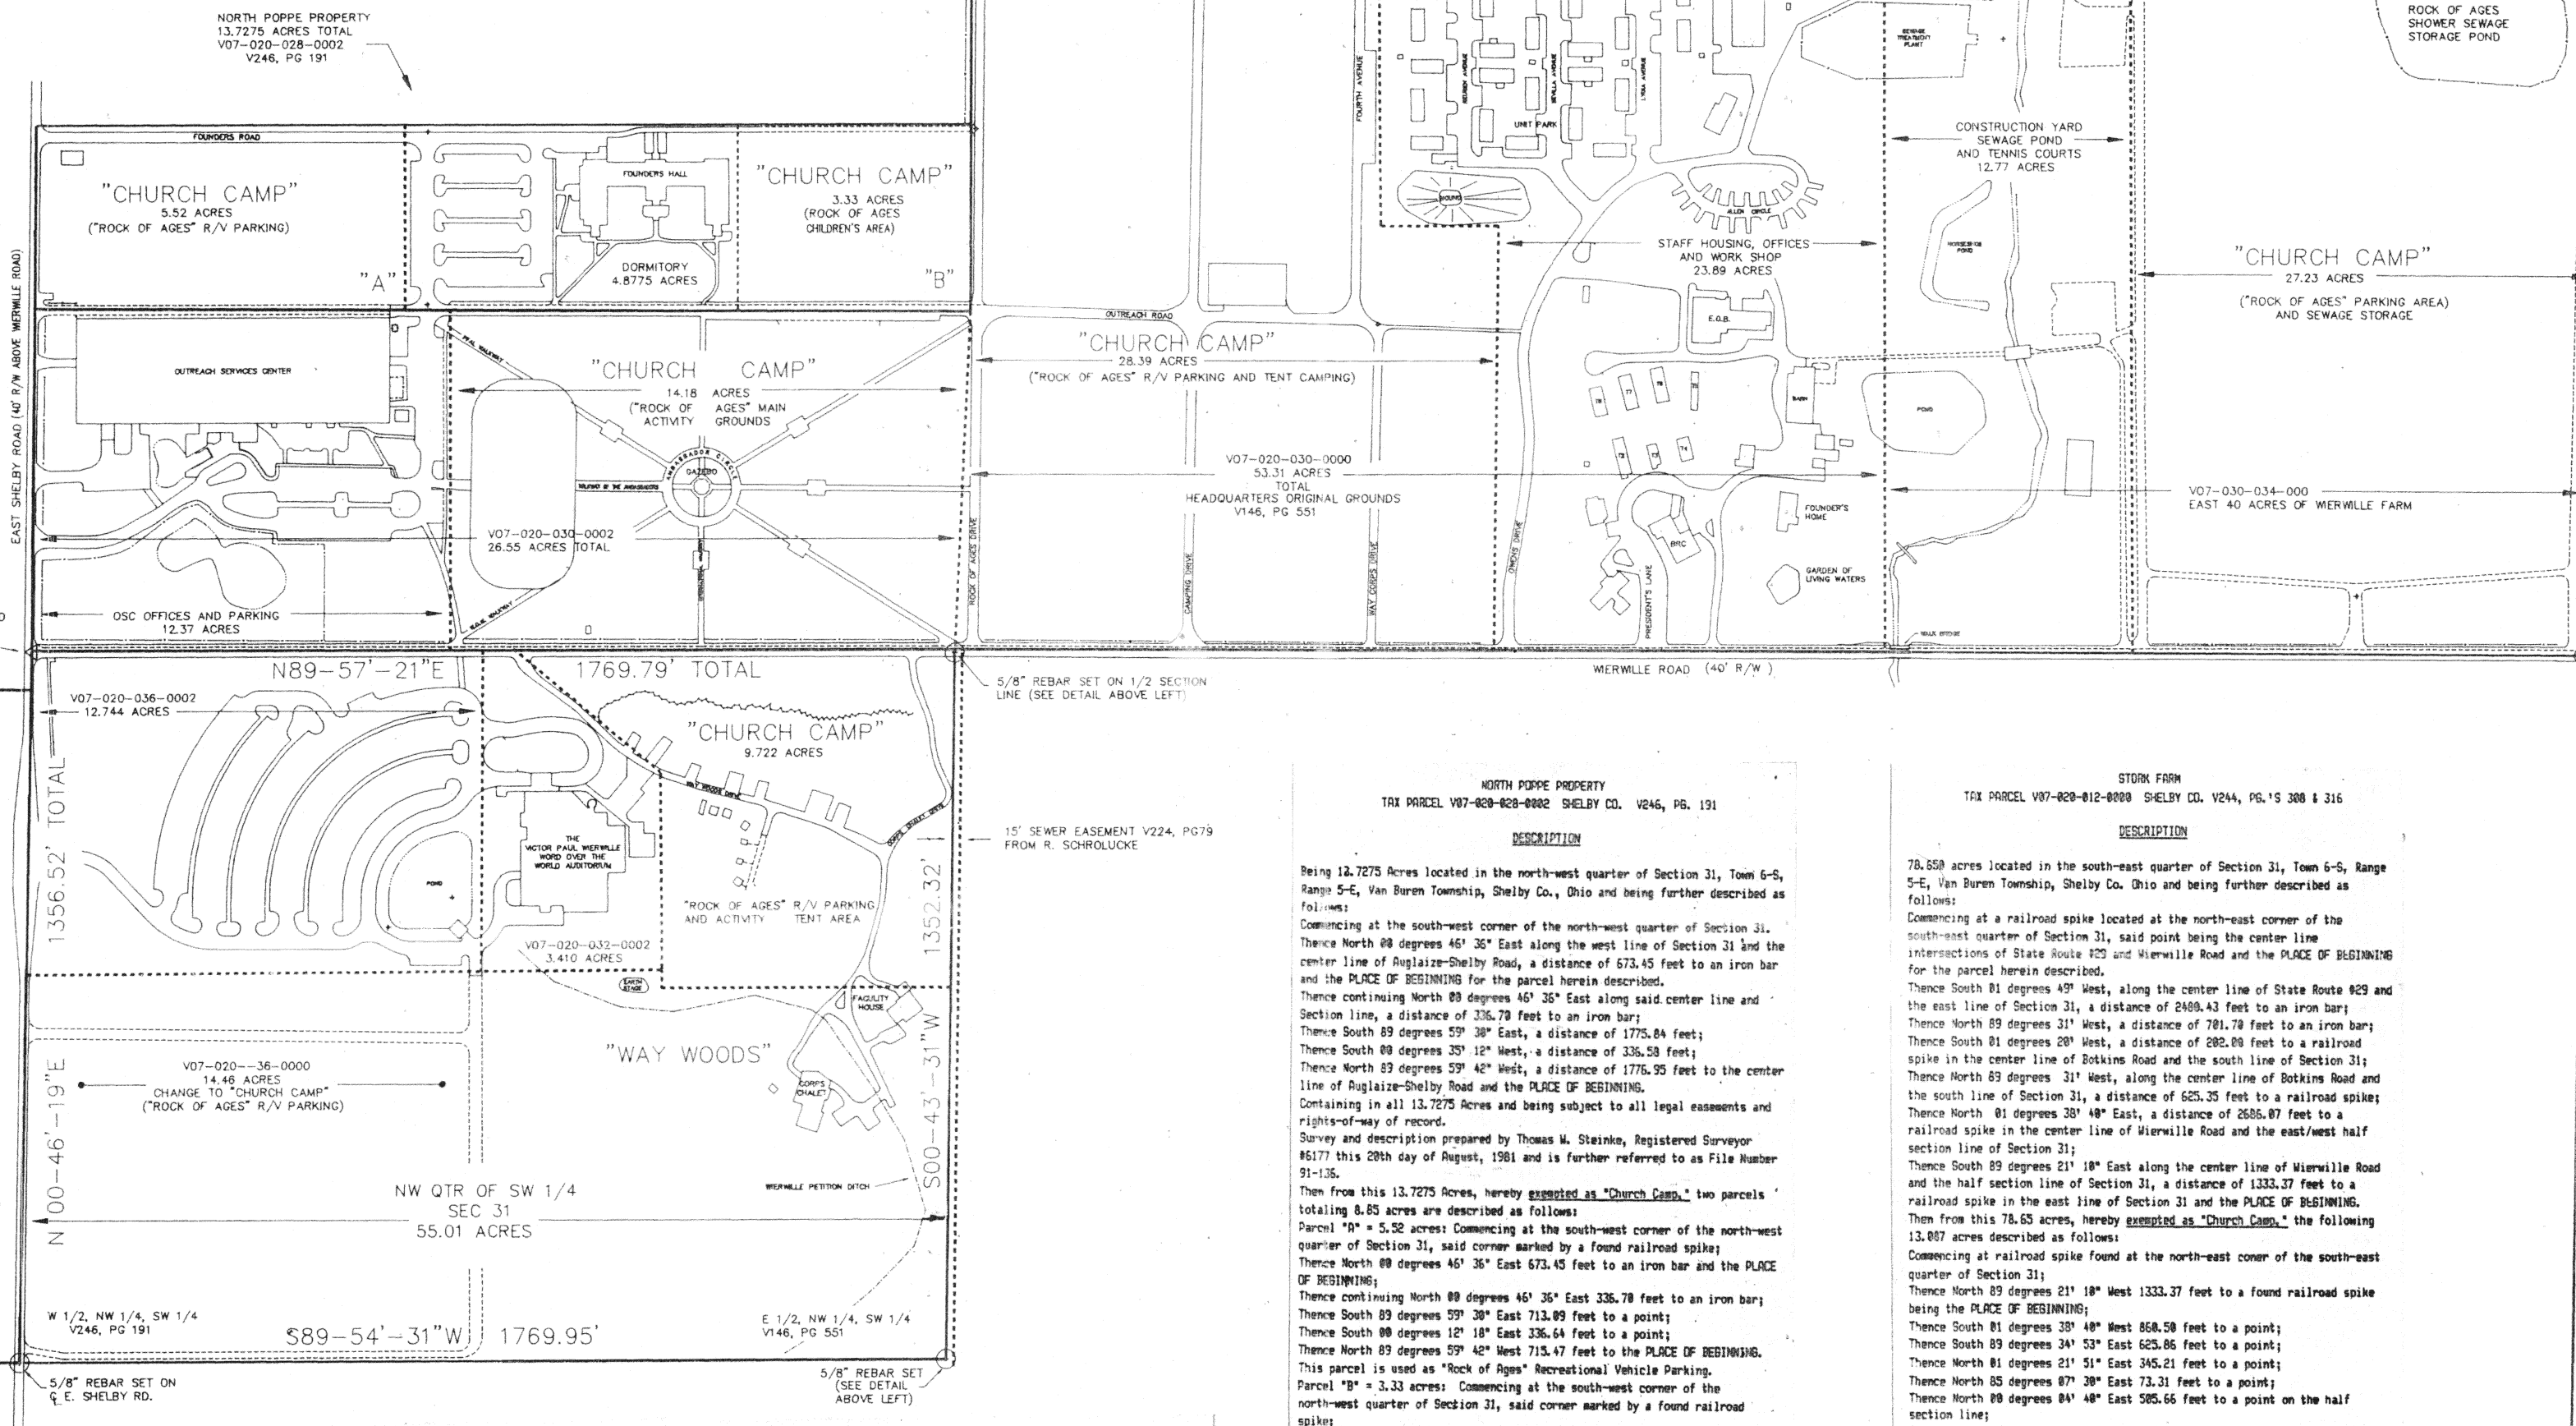 NORTH POPPE PROPERTY
13.7275 ACRES TOTAL
V07-020-028-0002
V246, PG 191
ROCK OF AGES
SHOWER SEWAGE
STORAGE POND
FOUNDERS ROAD
"CHURCH CAMP"
5.52 ACRES
("ROCK OF AGES" R/V PARKING)
"A"
FOUNDERS HALL
DORMITORY
4.8775 ACRES
"CHURCH CAMP"
3.33 ACRES
(ROCK OF AGES
CHILDREN'S AREA)
"B"
FOURTH AVENUE
LYDIA AVENUE
UNIT PARK
MOUND
ALLEN CIRCLE
SEWAGE
TREATMENT
PLANT
CONSTRUCTION YARD
SEWAGE POND
AND TENNIS COURTS
12.77 ACRES
STAFF HOUSING, OFFICES
AND WORK SHOP
23.89 ACRES
HORSESHOE
POND
"CHURCH CAMP"
27.23 ACRES
("ROCK OF AGES" PARKING AREA)
AND SEWAGE STORAGE
EAST SHELBY ROAD (40' R/W ABOVE WIERWILLE ROAD)
OUTREACH SERVICES CENTER
"CHURCH CAMP"
14.18 ACRES
("ROCK OF AGES" MAIN
ACTIVITY GROUNDS
AMBASSADOR CIRCLE
GAZEBO
WALKWAY OF THE AMBASSADORS
PFAL WALKWAY
V07-020-030-0002
26.55 ACRES TOTAL
OSC OFFICES AND PARKING
12.37 ACRES
OUTREACH ROAD
"CHURCH CAMP"
28.39 ACRES
("ROCK OF AGES" R/V PARKING AND TENT CAMPING)
V07-020-030-0000
53.31 ACRES
TOTAL
HEADQUARTERS ORIGINAL GROUNDS
V146, PG 551
ROCK OF AGES DRIVE
CAMPING DRIVE
WAY CORPS DRIVE
OWENS DRIVE
PRESIDENT'S LANE
E.O.B.
BARN
POND
BRC
FOUNDER'S
HOME
GARDEN OF
LIVING WATERS
V07-030-034-000
EAST 40 ACRES OF WIERWILLE FARM
WALK BRIDGE
WIERWILLE ROAD (40' R/W )
N89-57'-21"E 1769.79' TOTAL
5/8" REBAR SET ON 1/2 SECTION
LINE (SEE DETAIL ABOVE LEFT)
V07-020-036-0002
12.744 ACRES
1356.52' TOTAL
"CHURCH CAMP"
9.722 ACRES
WAY WOODS DRIVE
CORPS CHALET DRIVE
THE
VICTOR PAUL WIERWILLE
WORD OVER THE
WORLD AUDITORIUM
POND
15' SEWER EASEMENT V224, PG79
FROM R. SCHROLUCKE
"ROCK OF AGES" R/V PARKING
AND ACTIVITY TENT AREA
1352.32'
V07-020-032-0002
3.410 ACRES
EARTH
STAGE
FACULITY
HOUSE
"WAY WOODS"
CORPS
CHALET
V07-020--36-0000
14.46 ACRES
CHANGE TO "CHURCH CAMP"
("ROCK OF AGES" R/V PARKING)
N 00-46'-19"E
S00-43'-31"W
WIERWILLE PETITION DITCH
NW QTR OF SW 1/4
SEC 31
55.01 ACRES
W 1/2, NW 1/4, SW 1/4
V246, PG 191
S89-54'-31"W 1769.95'
E 1/2, NW 1/4, SW 1/4
V146, PG 551
5/8" REBAR SET ON
℄ E. SHELBY RD.
5/8" REBAR SET
(SEE DETAIL
ABOVE LEFT)
NORTH POPPE PROPERTY
TAX PARCEL V07-020-028-0002 SHELBY CO. V246, PG. 191
DESCRIPTION
Being 13.7275 Acres located in the north-west quarter of Section 31, Town 6-S,
Range 5-E, Van Buren Township, Shelby Co., Ohio and being further described as
follows:
Commencing at the south-west corner of the north-west quarter of Section 31.
Thence North 00 degrees 46' 36" East along the west line of Section 31 and the
center line of Auglaize-Shelby Road, a distance of 673.45 feet to an iron bar
and the PLACE OF BEGINNING for the parcel herein described.
Thence continuing North 00 degrees 46' 36" East along said center line and
Section line, a distance of 336.70 feet to an iron bar;
Thence South 89 degrees 59' 30" East, a distance of 1775.84 feet;
Thence South 00 degrees 35' 12" West, a distance of 336.58 feet;
Thence North 89 degrees 59' 42" West, a distance of 1776.95 feet to the center
line of Auglaize-Shelby Road and the PLACE OF BEGINNING.
Containing in all 13.7275 Acres and being subject to all legal easements and
rights-of-way of record.
Survey and description prepared by Thomas W. Steinke, Registered Surveyor
#6177 this 20th day of August, 1981 and is further referred to as File Number
91-136.
Then from this 13.7275 Acres, hereby exempted as "Church Camp," two parcels
totaling 8.85 acres are described as follows:
Parcel "A" = 5.52 acres: Commencing at the south-west corner of the north-west
quarter of Section 31, said corner marked by a found railroad spike;
Thence North 00 degrees 46' 36" East 673.45 feet to an iron bar and the PLACE
OF BEGINNING;
Thence continuing North 00 degrees 46' 36" East 336.70 feet to an iron bar;
Thence South 89 degrees 59' 30" East 713.09 feet to a point;
Thence South 00 degrees 12' 18" East 336.64 feet to a point;
Thence North 89 degrees 59' 42" West 715.47 feet to the PLACE OF BEGINNING.
This parcel is used as "Rock of Ages" Recreational Vehicle Parking.
Parcel "B" = 3.33 acres: Commencing at the south-west corner of the
north-west quarter of Section 31, said corner marked by a found railroad
spike;
STORK FARM
TAX PARCEL V07-020-012-0000 SHELBY CO. V244, PG.'S 308 & 316
DESCRIPTION
78.650 acres located in the south-east quarter of Section 31, Town 6-S, Range
5-E, Van Buren Township, Shelby Co. Ohio and being further described as
follows:
Commencing at a railroad spike located at the north-east corner of the
south-east quarter of Section 31, said point being the center line
intersections of State Route #29 and Wierwille Road and the PLACE OF BEGINNING
for the parcel herein described.
Thence South 01 degrees 49' West, along the center line of State Route #29 and
the east line of Section 31, a distance of 2480.43 feet to an iron bar;
Thence North 89 degrees 31' West, a distance of 701.70 feet to an iron bar;
Thence South 01 degrees 20' West, a distance of 202.00 feet to a railroad
spike in the center line of Botkins Road and the south line of Section 31;
Thence North 89 degrees 31' West, along the center line of Botkins Road and
the south line of Section 31, a distance of 625.35 feet to a railroad spike;
Thence North 01 degrees 38' 40" East, a distance of 2686.07 feet to a
railroad spike in the center line of Wierwille Road and the east/west half
section line of Section 31;
Thence South 89 degrees 21' 10" East along the center line of Wierwille Road
and the half section line of Section 31, a distance of 1333.37 feet to a
railroad spike in the east line of Section 31 and the PLACE OF BEGINNING.
Then from this 78.65 acres, hereby exempted as "Church Camp," the following
13.087 acres described as follows:
Commencing at railroad spike found at the north-east coner of the south-east
quarter of Section 31;
Thence North 89 degrees 21' 10" West 1333.37 feet to a found railroad spike
being the PLACE OF BEGINNING;
Thence South 01 degrees 38' 40" West 860.50 feet to a point;
Thence South 89 degrees 34' 53" East 625.86 feet to a point;
Thence North 01 degrees 21' 51" East 345.21 feet to a point;
Thence North 85 degrees 07' 30" East 73.31 feet to a point;
Thence North 00 degrees 04' 40" East 505.66 feet to a point on the half
section line;